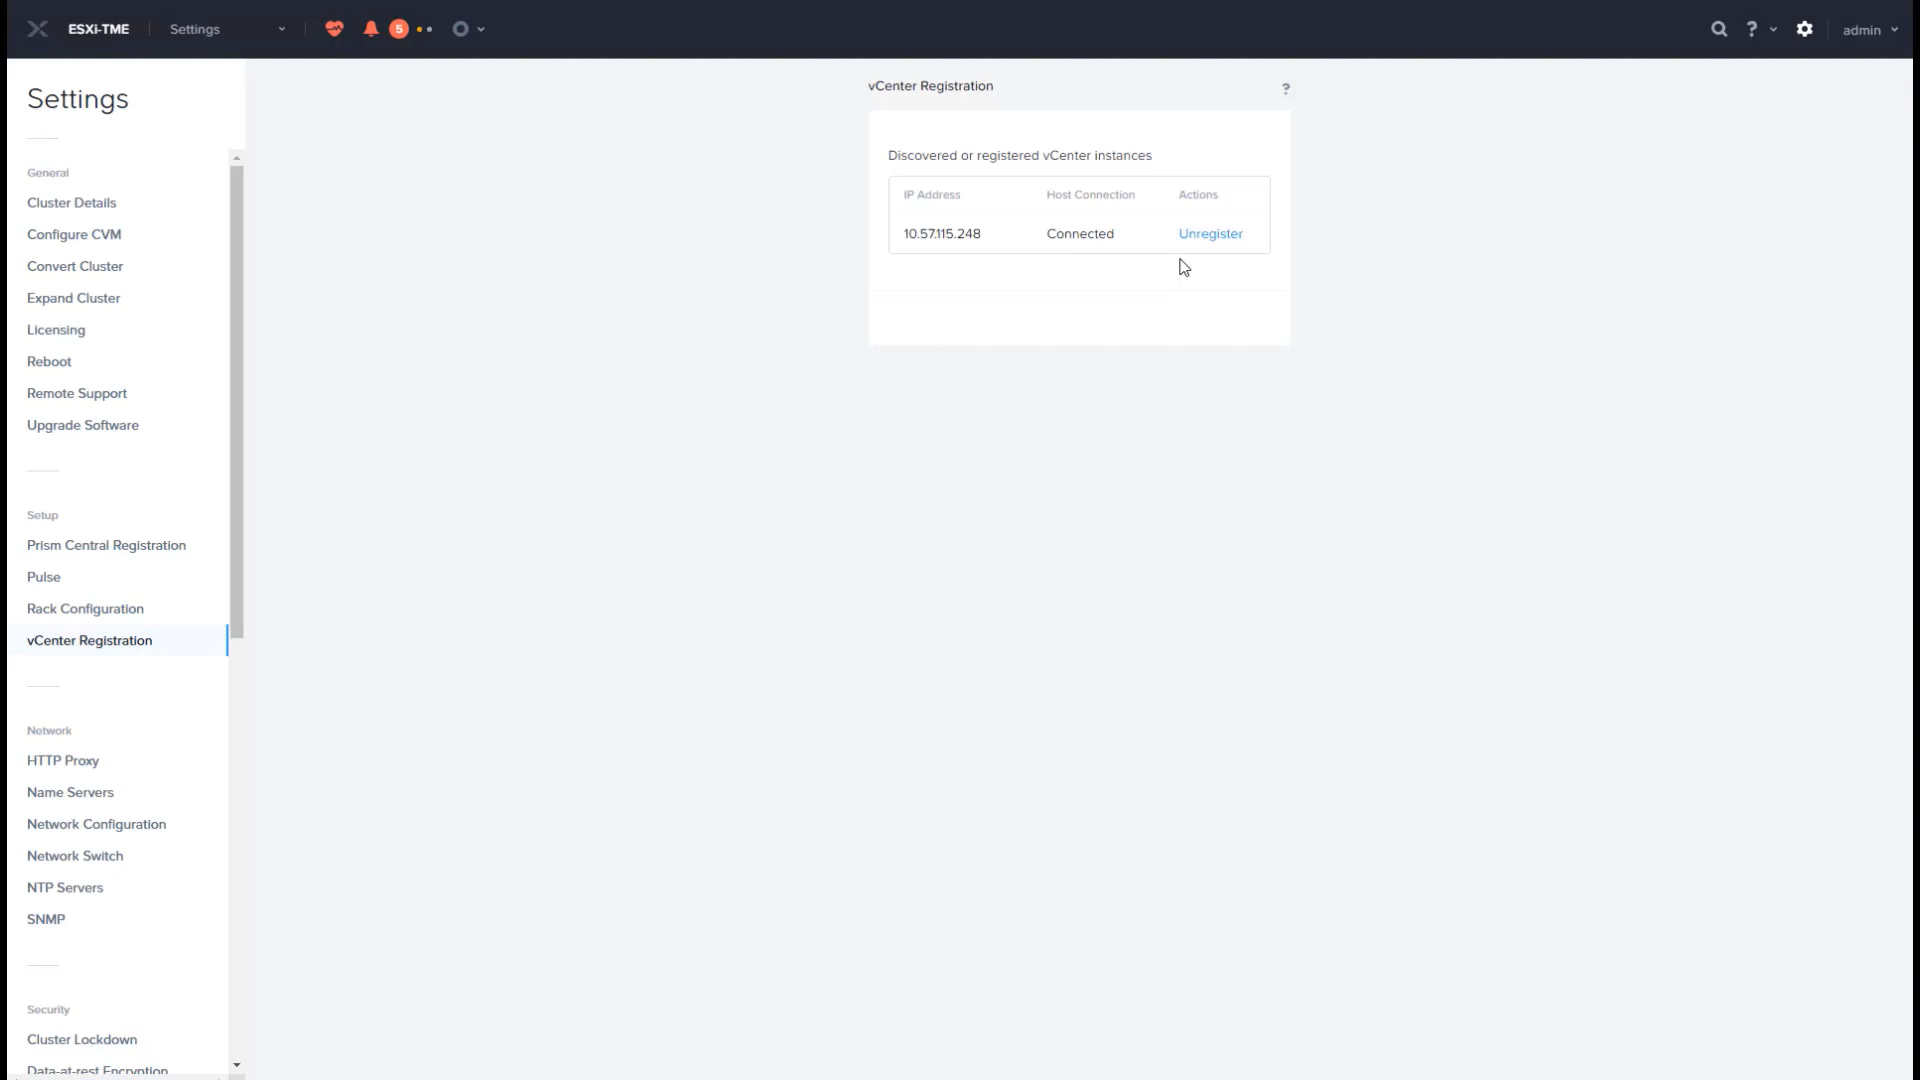 ESXi-TME
Settings
5
?
admin
Settings
General
Cluster Details
Configure CVM
Convert Cluster
Expand Cluster
Licensing
Reboot
Remote Support
Upgrade Software
Setup
Prism Central Registration
Pulse
Rack Configuration
vCenter Registration
Network
HTTP Proxy
Name Servers
Network Configuration
Network Switch
NTP Servers
SNMP
Security
Cluster Lockdown
Data-at-rest Encryption
vCenter Registration
?
Discovered or registered vCenter instances
IP Address Host Connection Actions
10.57.115.248 Connected Unregister